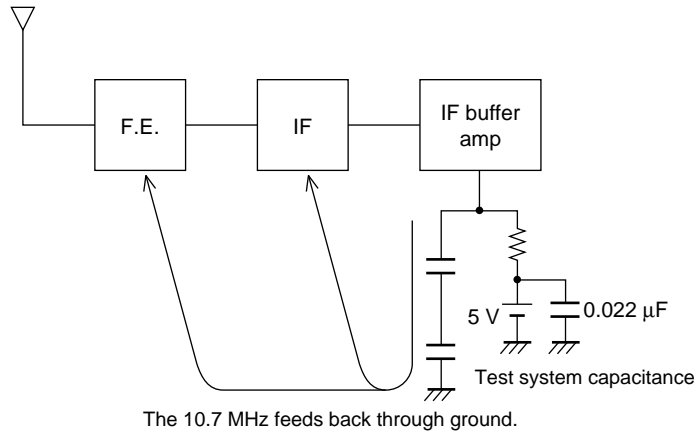 F.E.
IF
IF buffer
amp
5 V
0.022 μF
Test system capacitance
The 10.7 MHz feeds back through ground.